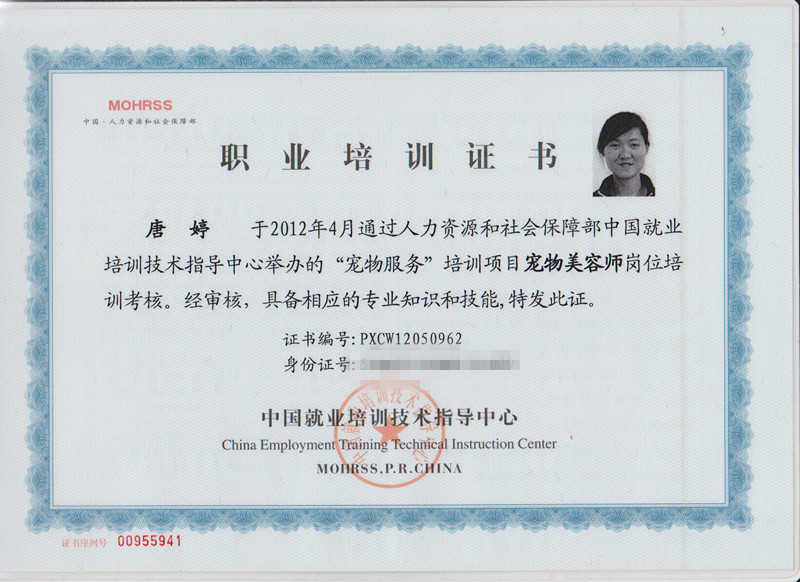 MOHRSS
中国·人力资源和社会保障部
职业培训证书
唐 婷 于2012年4月通过人力资源和社会保障部中国就业
培训技术指导中心举办的“宠物服务”培训项目宠物美容师岗位培
训考核。经审核，具备相应的专业知识和技能,特发此证。
证书编号:PXCW12050962
身份证号:
中国就业培训技术指导中心
China Employment Training Technical Instruction Center
MOHRSS,P.R.CHINA
证书序列号 00955941